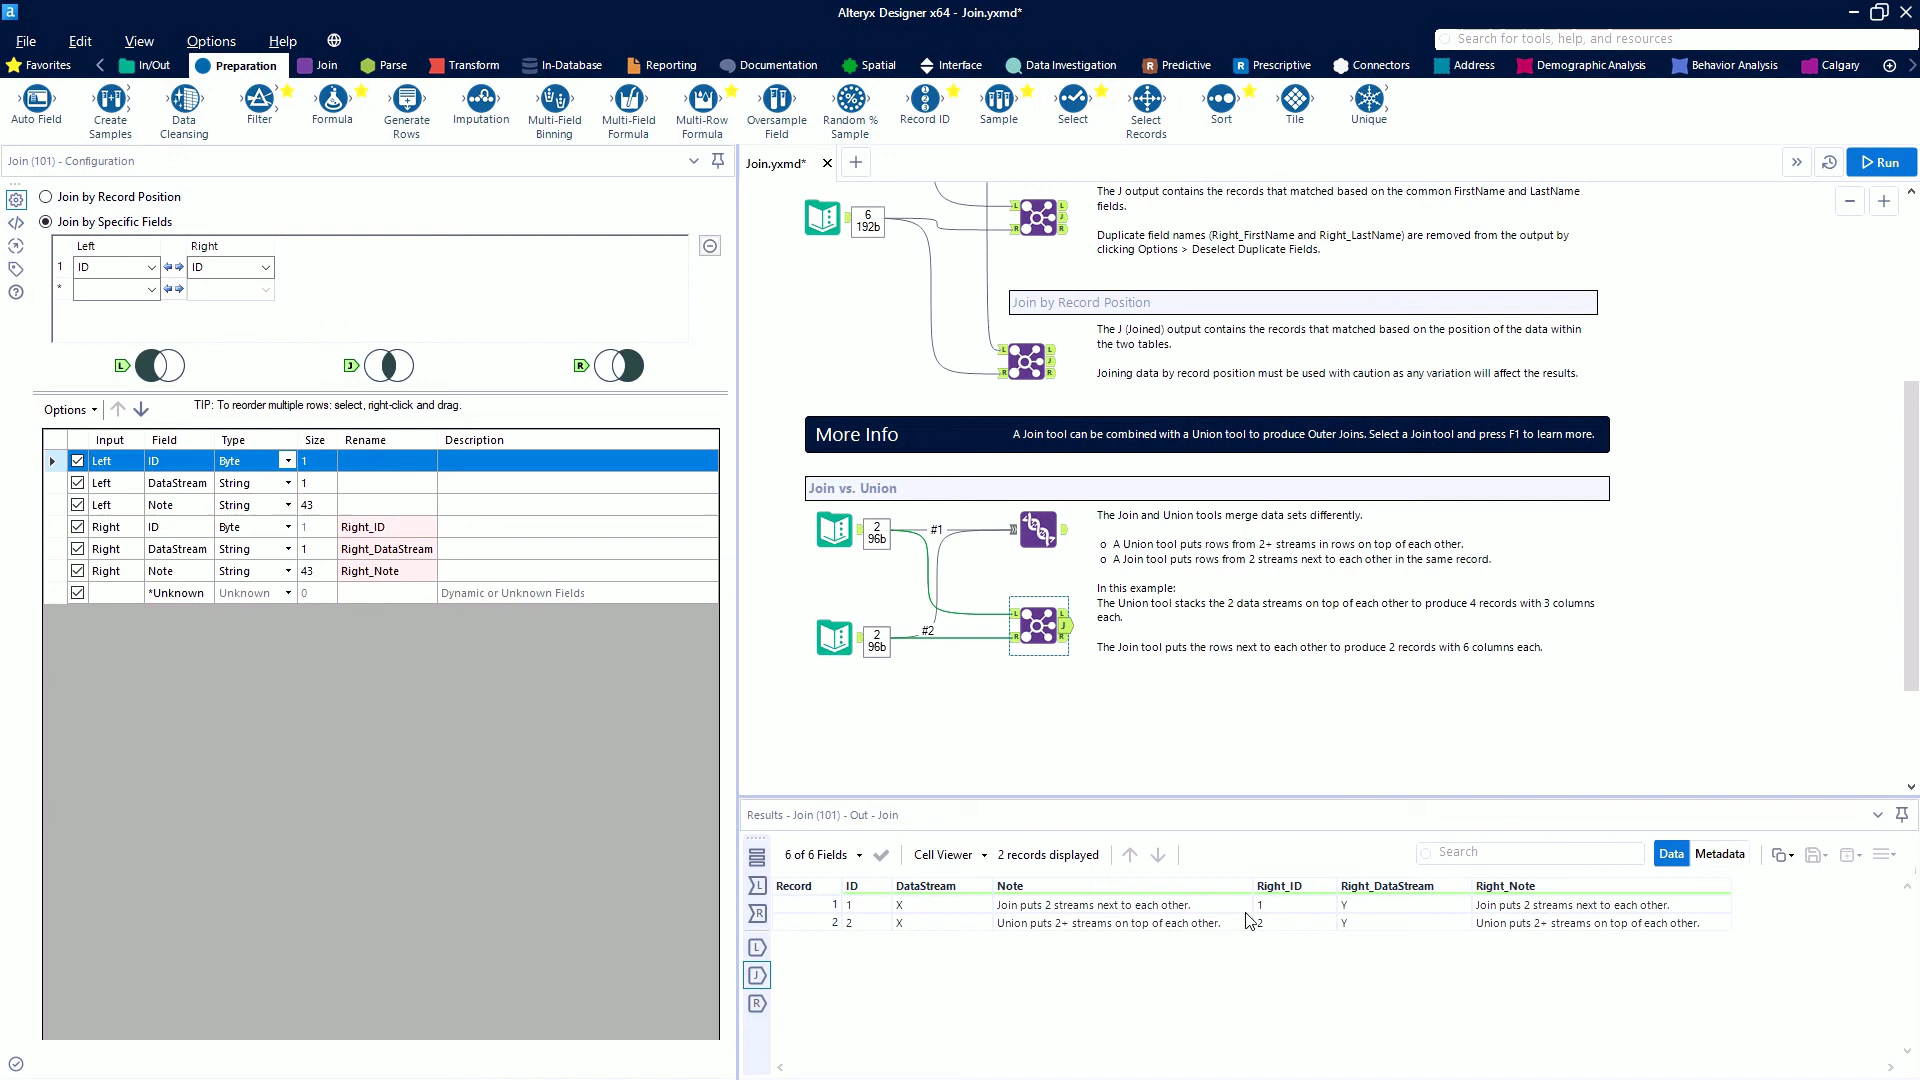 Alteryx Designer x64 - Join.yxmd*
File Edit View Options Help
Search for tools, help, and resources
Favorites In/Out Preparation Join Parse Transform In-Database Reporting Documentation Spatial Interface Data Investigation Predictive Prescriptive Connectors Address Demographic Analysis Behavior Analysis Calgary
Auto Field Create Samples Data Cleansing Filter Formula Generate Rows Imputation Multi-Field Binning Multi-Field Formula Multi-Row Formula Oversample Field Random % Sample Record ID Sample Select Select Records Sort Tile Unique
Join (101) - Configuration
Join by Record Position
Join by Specific Fields
Left Right
1 ID ID
*
L J R
Options TIP: To reorder multiple rows: select, right-click and drag.
Input Field Type Size Rename Description
Left ID Byte 1
Left DataStream String 1
Left Note String 43
Right ID Byte 1 Right_ID
Right DataStream String 1 Right_DataStream
Right Note String 43 Right_Note
*Unknown Unknown 0 Dynamic or Unknown Fields
Join.yxmd* Run
The J output contains the records that matched based on the common FirstName and LastName
fields.
6
192b
L L
J
R R
Duplicate field names (Right_FirstName and Right_LastName) are removed from the output by
clicking Options > Deselect Duplicate Fields.
Join by Record Position
The J (Joined) output contains the records that matched based on the position of the data within
the two tables.
L L
J
R R
Joining data by record position must be used with caution as any variation will affect the results.
More Info A Join tool can be combined with a Union tool to produce Outer Joins. Select a Join tool and press F1 to learn more.
Join vs. Union
2
96b
#1
The Join and Union tools merge data sets differently.
o A Union tool puts rows from 2+ streams in rows on top of each other.
o A Join tool puts rows from 2 streams next to each other in the same record.
In this example:
The Union tool stacks the 2 data streams on top of each other to produce 4 records with 3 columns
each.
2
96b
#2
L L
J
R R
The Join tool puts the rows next to each other to produce 2 records with 6 columns each.
Results - Join (101) - Out - Join
6 of 6 Fields Cell Viewer 2 records displayed Search Data Metadata
L
R
L
J
R
Record ID DataStream Note Right_ID Right_DataStream Right_Note
1 1 X Join puts 2 streams next to each other. 1 Y Join puts 2 streams next to each other.
2 2 X Union puts 2+ streams on top of each other. 2 Y Union puts 2+ streams on top of each other.